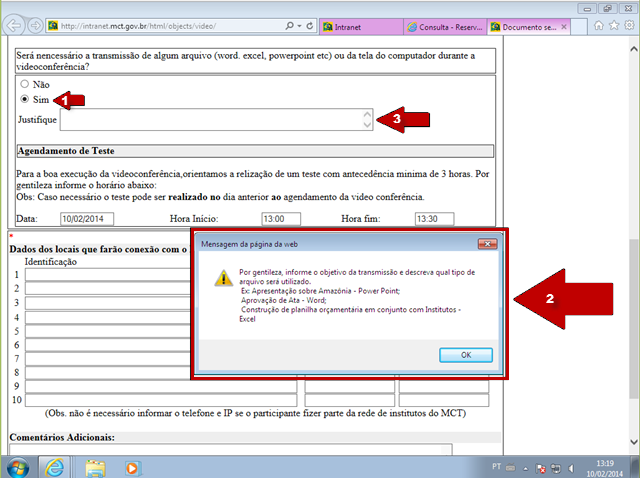 http://intranet.mct.gov.br/html/objects/video/
Intranet
Consulta - Reserv...
Documento se...
Será nencessário a transmissão de algum arquivo (word. excel, powerpoint etc) ou da tela do computador durante a
videoconferência?
Não
Sim
1
Justifique
3
Agendamento de Teste
Para a boa execução da videoconferência,orientamos a relização de um teste com antecedência minima de 3 horas. Por
gentileza informe o horário abaixo:
Obs: Caso necessário o teste pode ser realizado no dia anterior ao agendamento da video conferência.
Data: 10/02/2014 Hora Início: 13:00 Hora fim: 13:30
*
Dados dos locais que farão conexão com o
Identificação
Mensagem da página da web
Por gentileza, informe o objetivo da transmissão e descreva qual tipo de
arquivo será utilizado.
Ex: Apresentação sobre Amazônia - Power Point;
Aprovação de Ata - Word;
Construção de planilha orçamentária em conjunto com Institutos -
Excel
OK
2
1
2
3
4
5
6
7
8
9
10
(Obs. não é necessário informar o telefone e IP se o participante fizer parte da rede de institutos do MCT)
Comentários Adicionais:
PT
13:19
10/02/2014